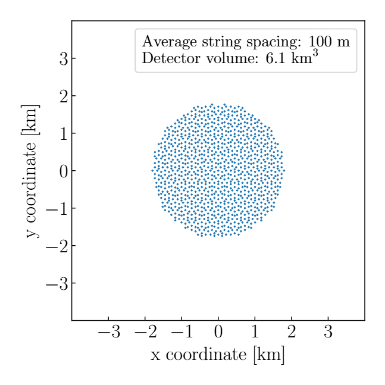 Average string spacing: 100 m
Detector volume: 6.1 km³
3
2
1
0
−1
−2
−3
y coordinate [km]
−3 −2 −1 0 1 2 3
x coordinate [km]